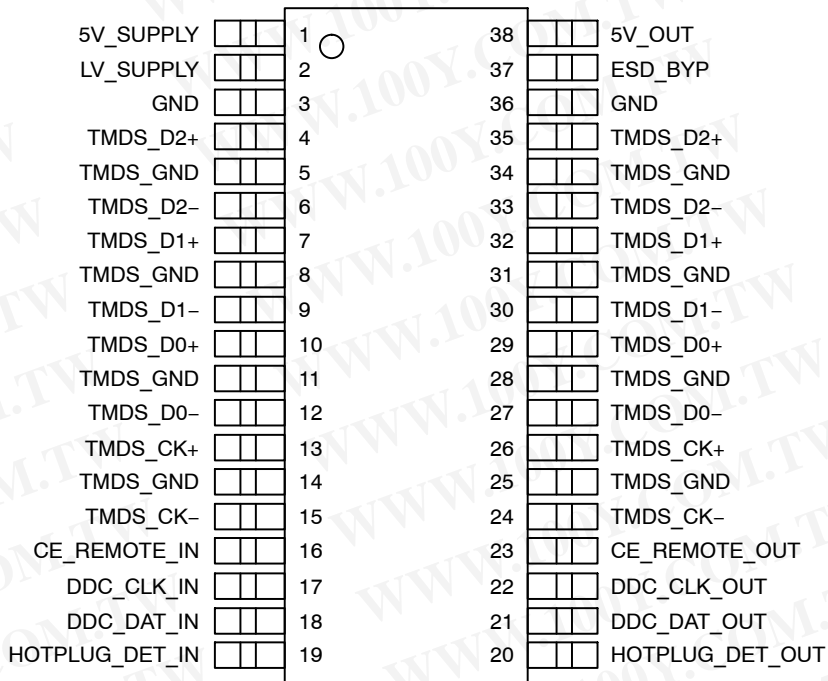 5V_SUPPLY 1 38 5V_OUT
LV_SUPPLY 2 37 ESD_BYP
GND 3 36 GND
TMDS_D2+ 4 35 TMDS_D2+
TMDS_GND 5 34 TMDS_GND
TMDS_D2− 6 33 TMDS_D2−
TMDS_D1+ 7 32 TMDS_D1+
TMDS_GND 8 31 TMDS_GND
TMDS_D1− 9 30 TMDS_D1−
TMDS_D0+ 10 29 TMDS_D0+
TMDS_GND 11 28 TMDS_GND
TMDS_D0− 12 27 TMDS_D0−
TMDS_CK+ 13 26 TMDS_CK+
TMDS_GND 14 25 TMDS_GND
TMDS_CK− 15 24 TMDS_CK−
CE_REMOTE_IN 16 23 CE_REMOTE_OUT
DDC_CLK_IN 17 22 DDC_CLK_OUT
DDC_DAT_IN 18 21 DDC_DAT_OUT
HOTPLUG_DET_IN 19 20 HOTPLUG_DET_OUT
WWW.100Y.COM.TW